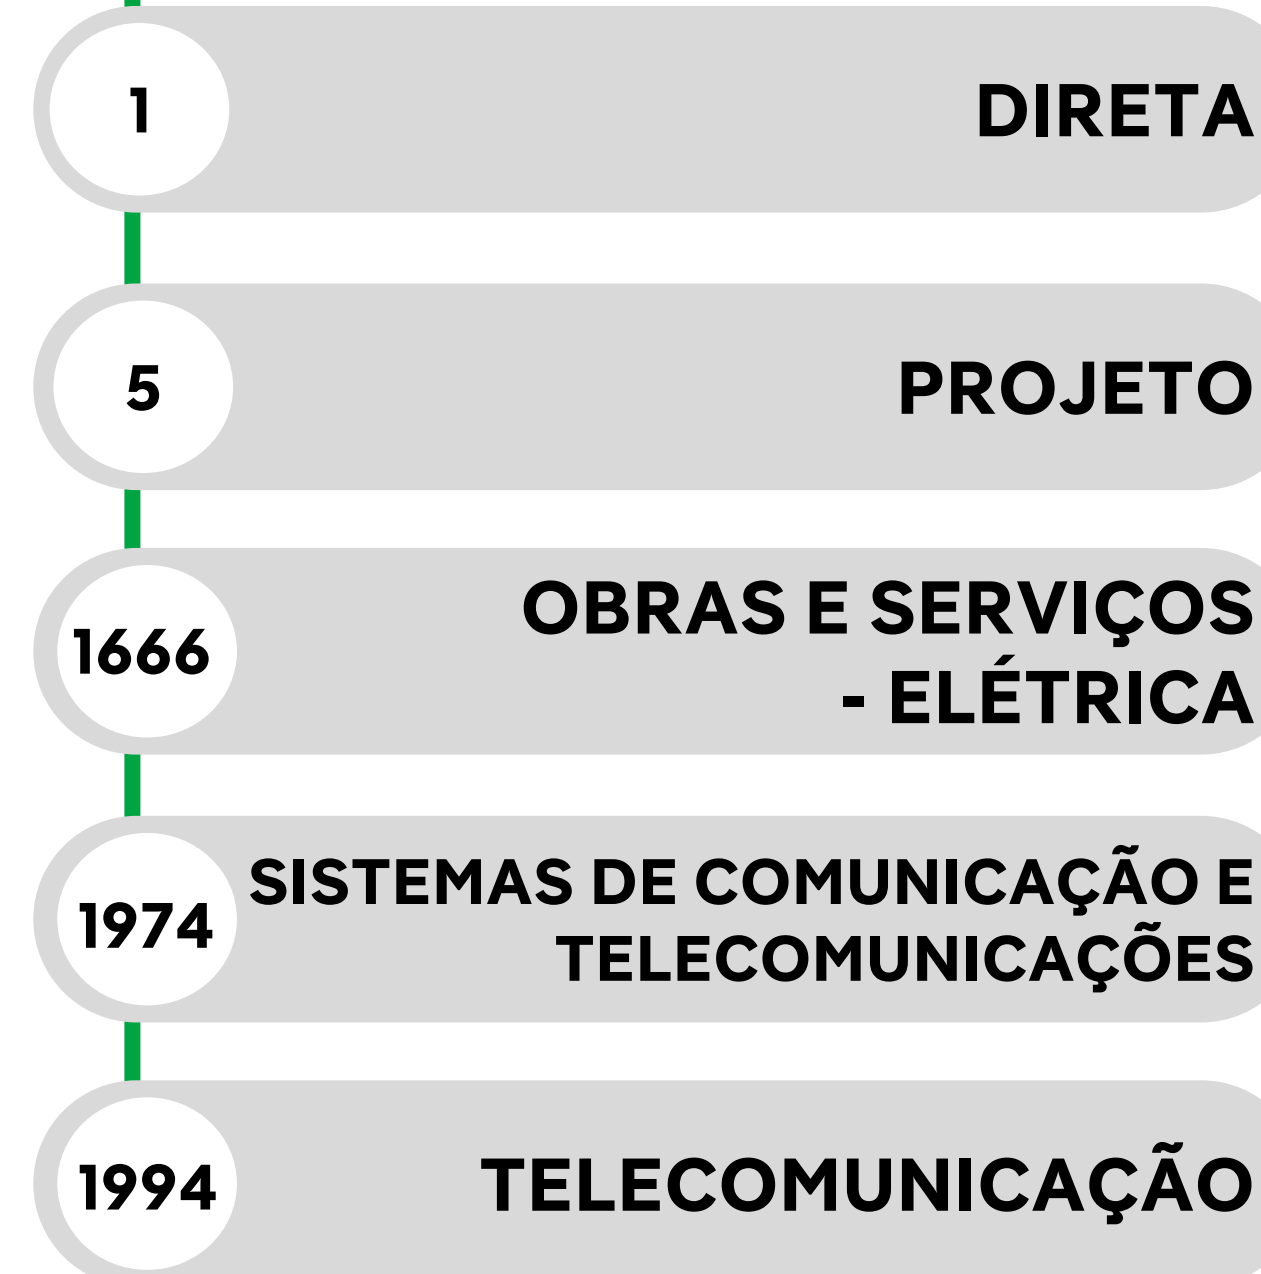 1
DIRETA
5
PROJETO
1666
OBRAS E SERVIÇOS
- ELÉTRICA
1974
SISTEMAS DE COMUNICAÇÃO E
TELECOMUNICAÇÕES
1994
TELECOMUNICAÇÃO